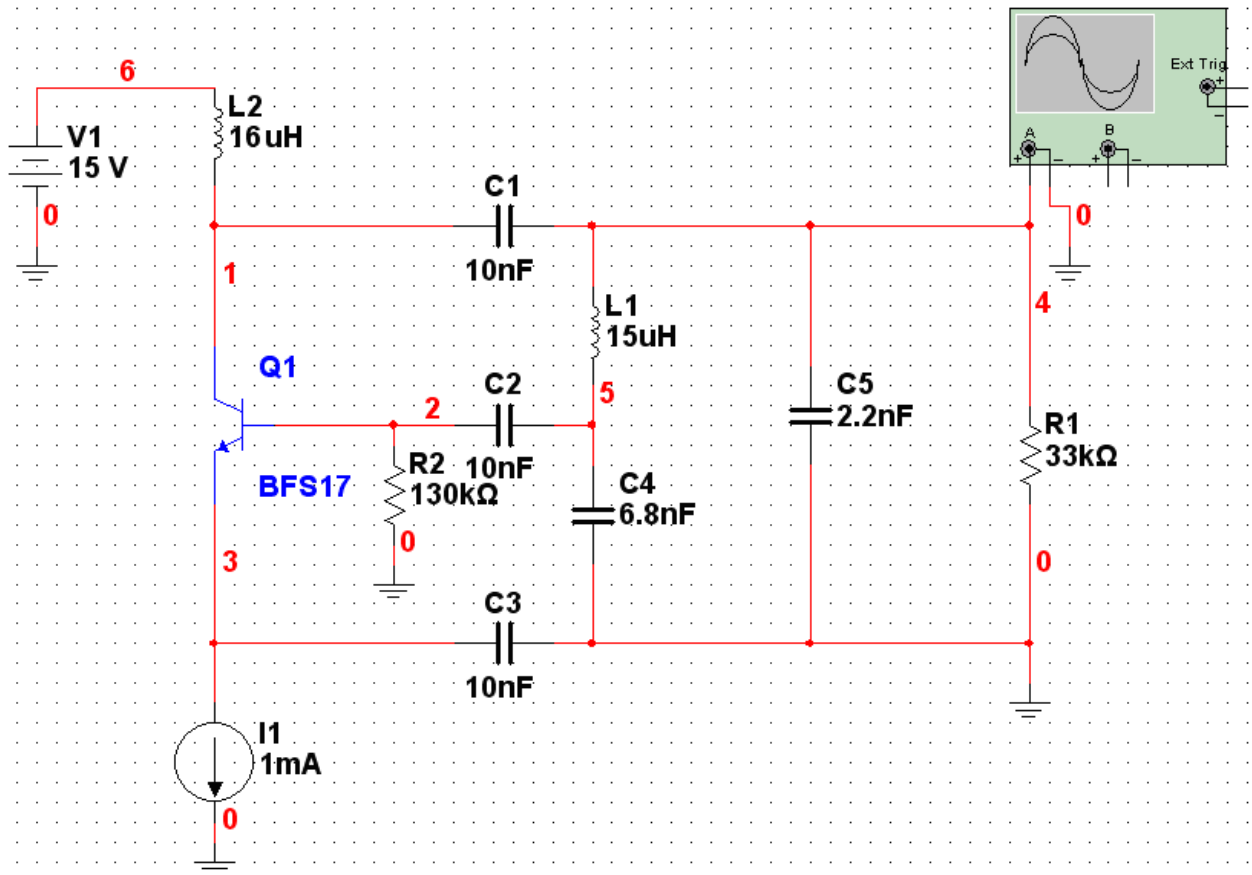 Ext Trig
+
−
A
B
+
−
+
−
0
6
V1
15 V
0
L2
16uH
C1
10nF
1
L1
15uH
4
Q1
C2
10nF
2
5
C5
2.2nF
R1
33kΩ
BFS17
R2
130kΩ
0
C4
6.8nF
3
0
C3
10nF
I1
1mA
0